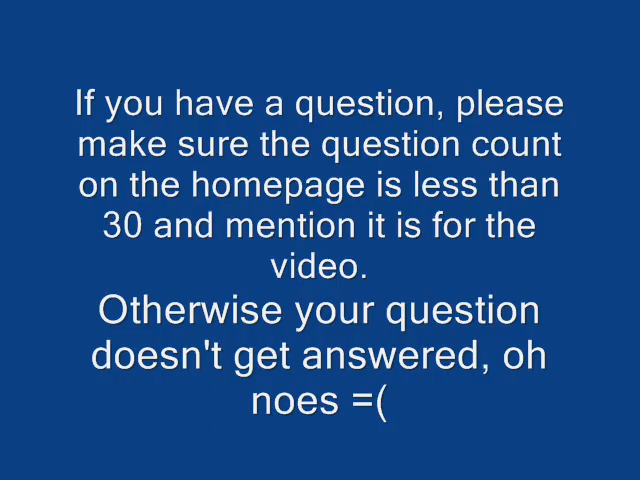 If you have a question, please
make sure the question count
on the homepage is less than
30 and mention it is for the
video.
Otherwise your question
doesn't get answered, oh
noes =(